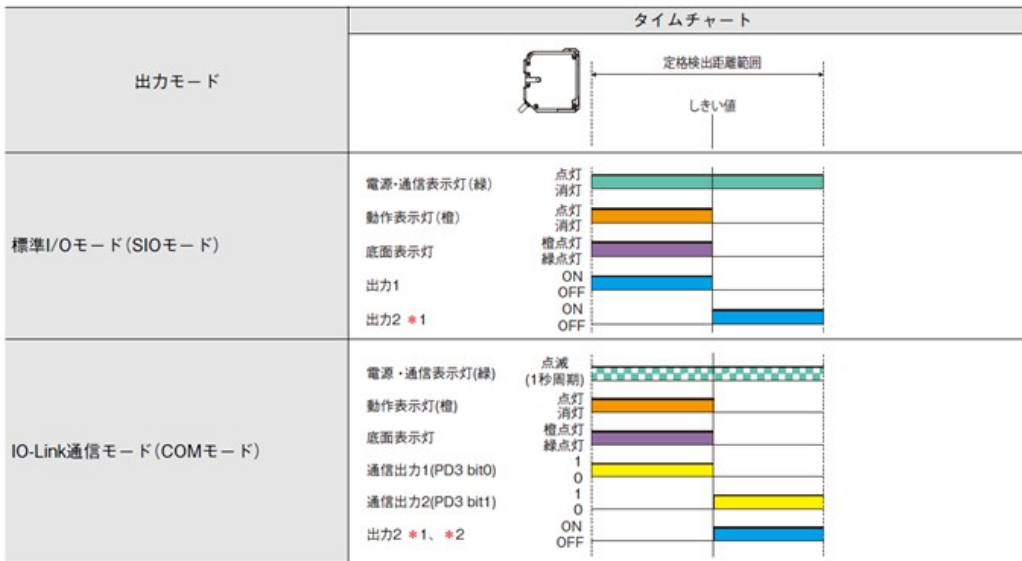 タイムチャート
出力モード
定格検出距離範囲
しきい値
標準I/Oモード(SIOモード)
電源・通信表示灯(緑) 点灯
消灯
動作表示灯(橙) 点灯
消灯
底面表示灯 橙点灯
緑点灯
出力1 ON
OFF
出力2 *1 ON
OFF
IO-Link通信モード(COMモード)
電源・通信表示灯(緑) 点滅
(1秒周期)
動作表示灯(橙) 点灯
消灯
底面表示灯 橙点灯
緑点灯
通信出力1(PD3 bit0) 1
0
通信出力2(PD3 bit1) 1
0
出力2 *1、*2 ON
OFF